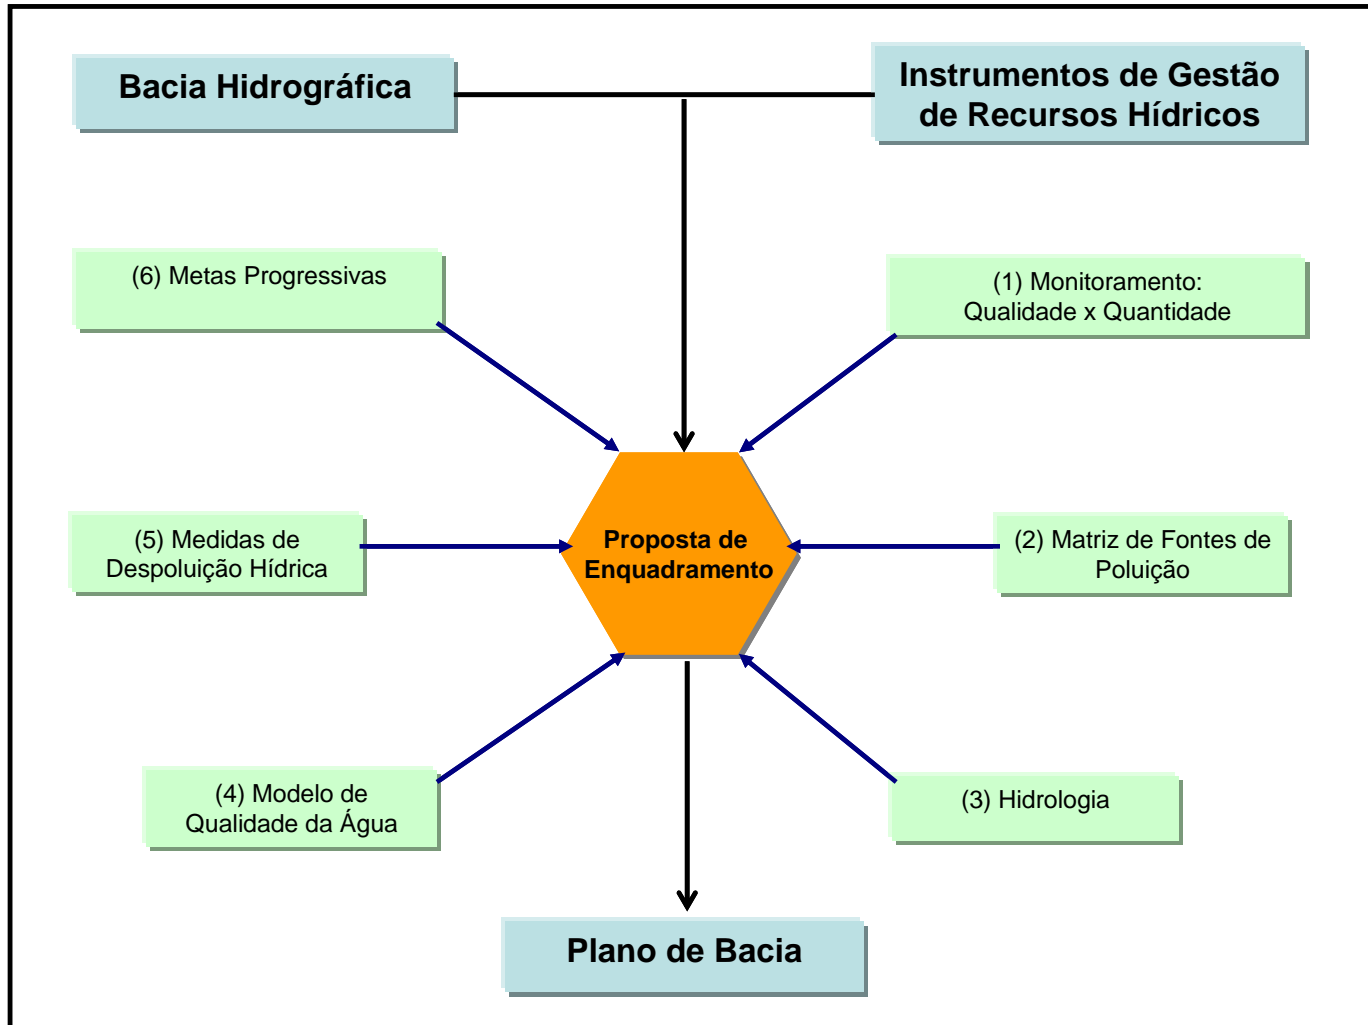 Bacia Hidrográfica
Instrumentos de Gestão
de Recursos Hídricos
(6) Metas Progressivas
(1) Monitoramento:
Qualidade x Quantidade
(5) Medidas de
Despoluição Hídrica
Proposta de
Enquadramento
(2) Matriz de Fontes de
Poluição
(4) Modelo de
Qualidade da Água
(3) Hidrologia
Plano de Bacia